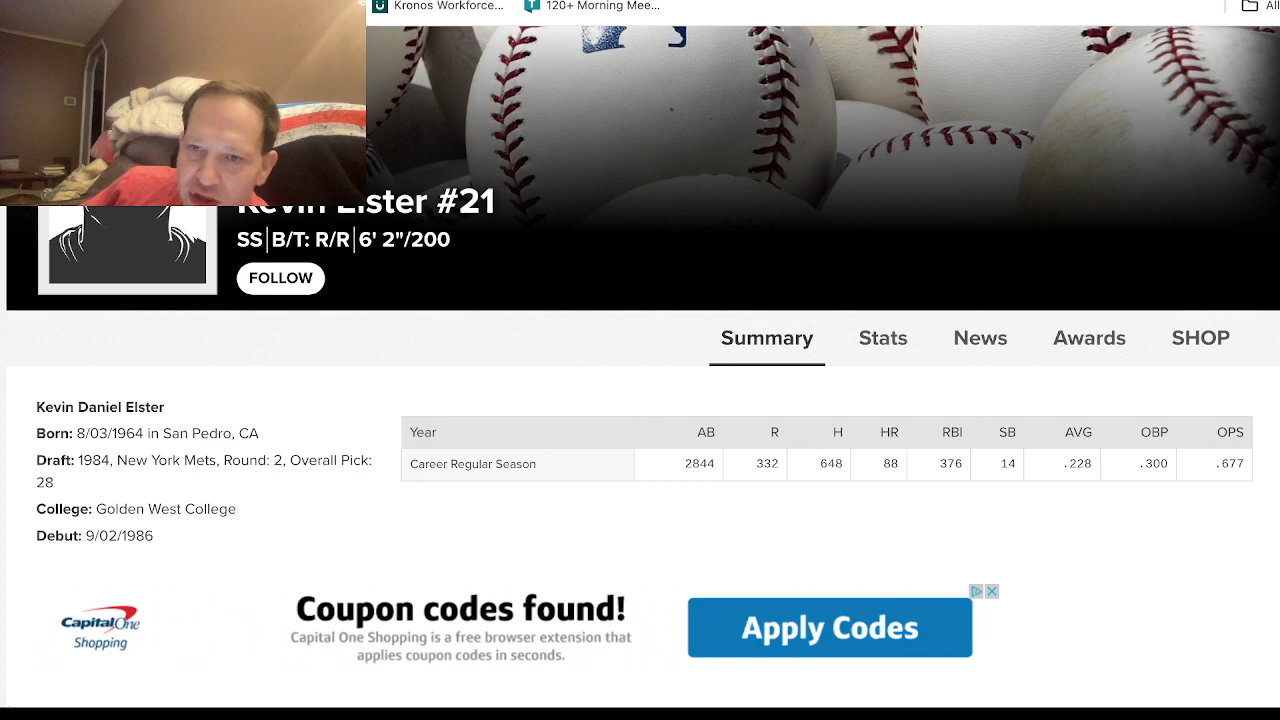 Kronos Workforce...
120+ Morning Mee...
All
Kevin Elster #21
SS|B/T: R/R|6' 2"/200
FOLLOW
Summary
Stats
News
Awards
SHOP
Kevin Daniel Elster
Born: 8/03/1964 in San Pedro, CA
Draft: 1984, New York Mets, Round: 2, Overall Pick:
28
College: Golden West College
Debut: 9/02/1986
Year AB R H HR RBI SB AVG OBP OPS
Career Regular Season 2844 332 648 88 376 14 .228 .300 .677
CapitalOne
Shopping
Coupon codes found!
Capital One Shopping is a free browser extension that
applies coupon codes in seconds.
Apply Codes